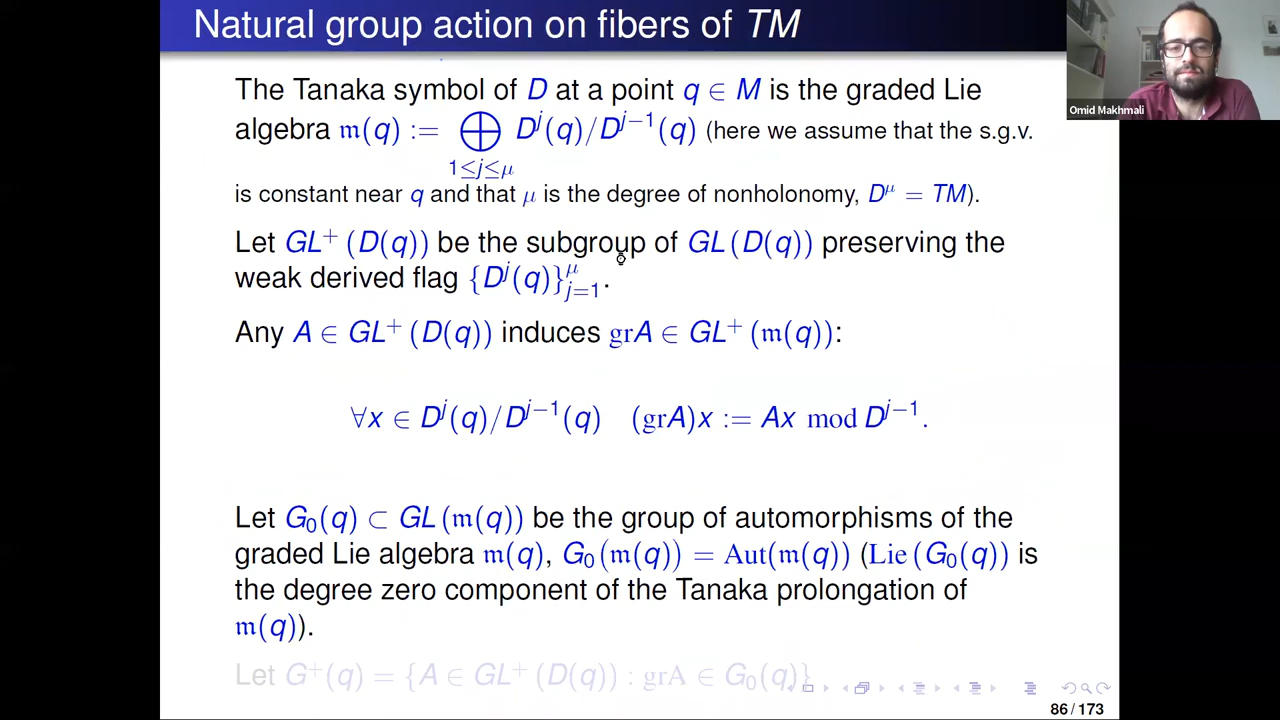 Natural group action on fibers of TM
Omid Makhmali
The Tanaka symbol of D at a point q ∈ M is the graded Lie
algebra 𝔪(q) := ⨁ D^j(q)/D^{j−1}(q) (here we assume that the s.g.v.
1≤j≤μ
is constant near q and that μ is the degree of nonholonomy, D^μ = TM).
Let GL^+(D(q)) be the subgroup of GL(D(q)) preserving the
weak derived flag {D^j(q)}_{j=1}^μ.
Any A ∈ GL^+(D(q)) induces grA ∈ GL^+(𝔪(q)):
∀x ∈ D^j(q)/D^{j−1}(q) (grA)x := Ax mod D^{j−1}.
Let G_0(q) ⊂ GL(𝔪(q)) be the group of automorphisms of the
graded Lie algebra 𝔪(q), G_0(𝔪(q)) = Aut(𝔪(q)) (Lie(G_0(q)) is
the degree zero component of the Tanaka prolongation of
𝔪(q)).
Let G^+(q) = {A ∈ GL^+(D(q)) : grA ∈ G_0(q)}
86 / 173